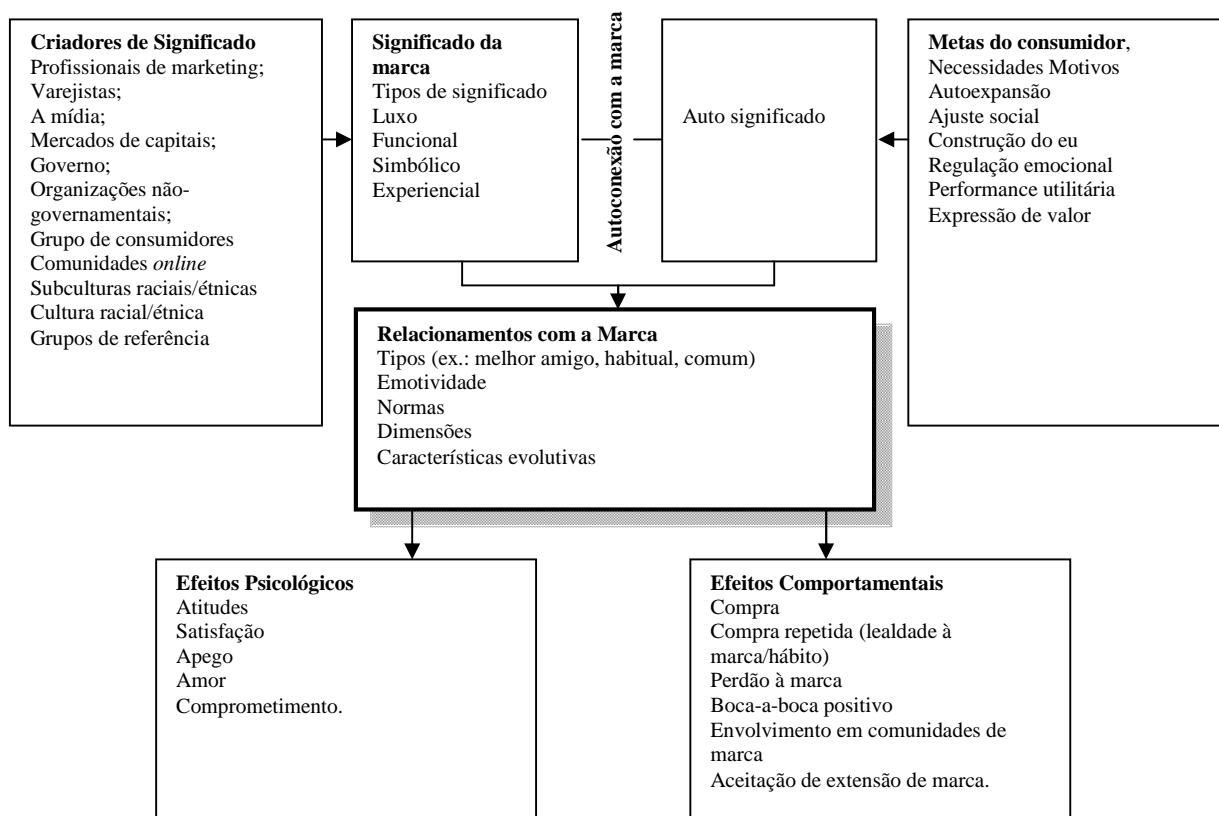 Criadores de Significado
Profissionais de marketing;
Varejistas;
A mídia;
Mercados de capitais;
Governo;
Organizações não-
governamentais;
Grupo de consumidores
Comunidades online
Subculturas raciais/étnicas
Cultura racial/étnica
Grupos de referência
Significado da
marca
Tipos de significado
Luxo
Funcional
Simbólico
Experiencial
Autoconexão com a marca
Auto significado
Metas do consumidor,
Necessidades Motivos
Autoexpansão
Ajuste social
Construção do eu
Regulação emocional
Performance utilitária
Expressão de valor
Relacionamentos com a Marca
Tipos (ex.: melhor amigo, habitual, comum)
Emotividade
Normas
Dimensões
Características evolutivas
Efeitos Psicológicos
Atitudes
Satisfação
Apego
Amor
Comprometimento.
Efeitos Comportamentais
Compra
Compra repetida (lealdade à
marca/hábito)
Perdão à marca
Boca-a-boca positivo
Envolvimento em comunidades de
marca
Aceitação de extensão de marca.